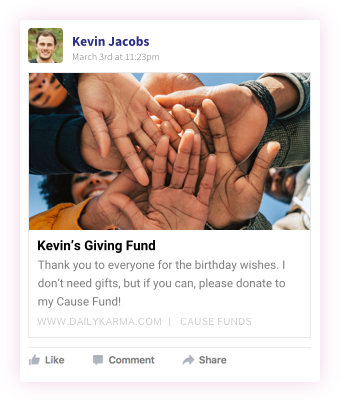 Kevin Jacobs
March 3rd at 11:23pm
Kevin's Giving Fund
Thank you to everyone for the birthday wishes. I
don't need gifts, but if you can, please donate to
my Cause Fund!
WWW.DAILYKARMA.COM | CAUSE FUNDS
Like Comment Share